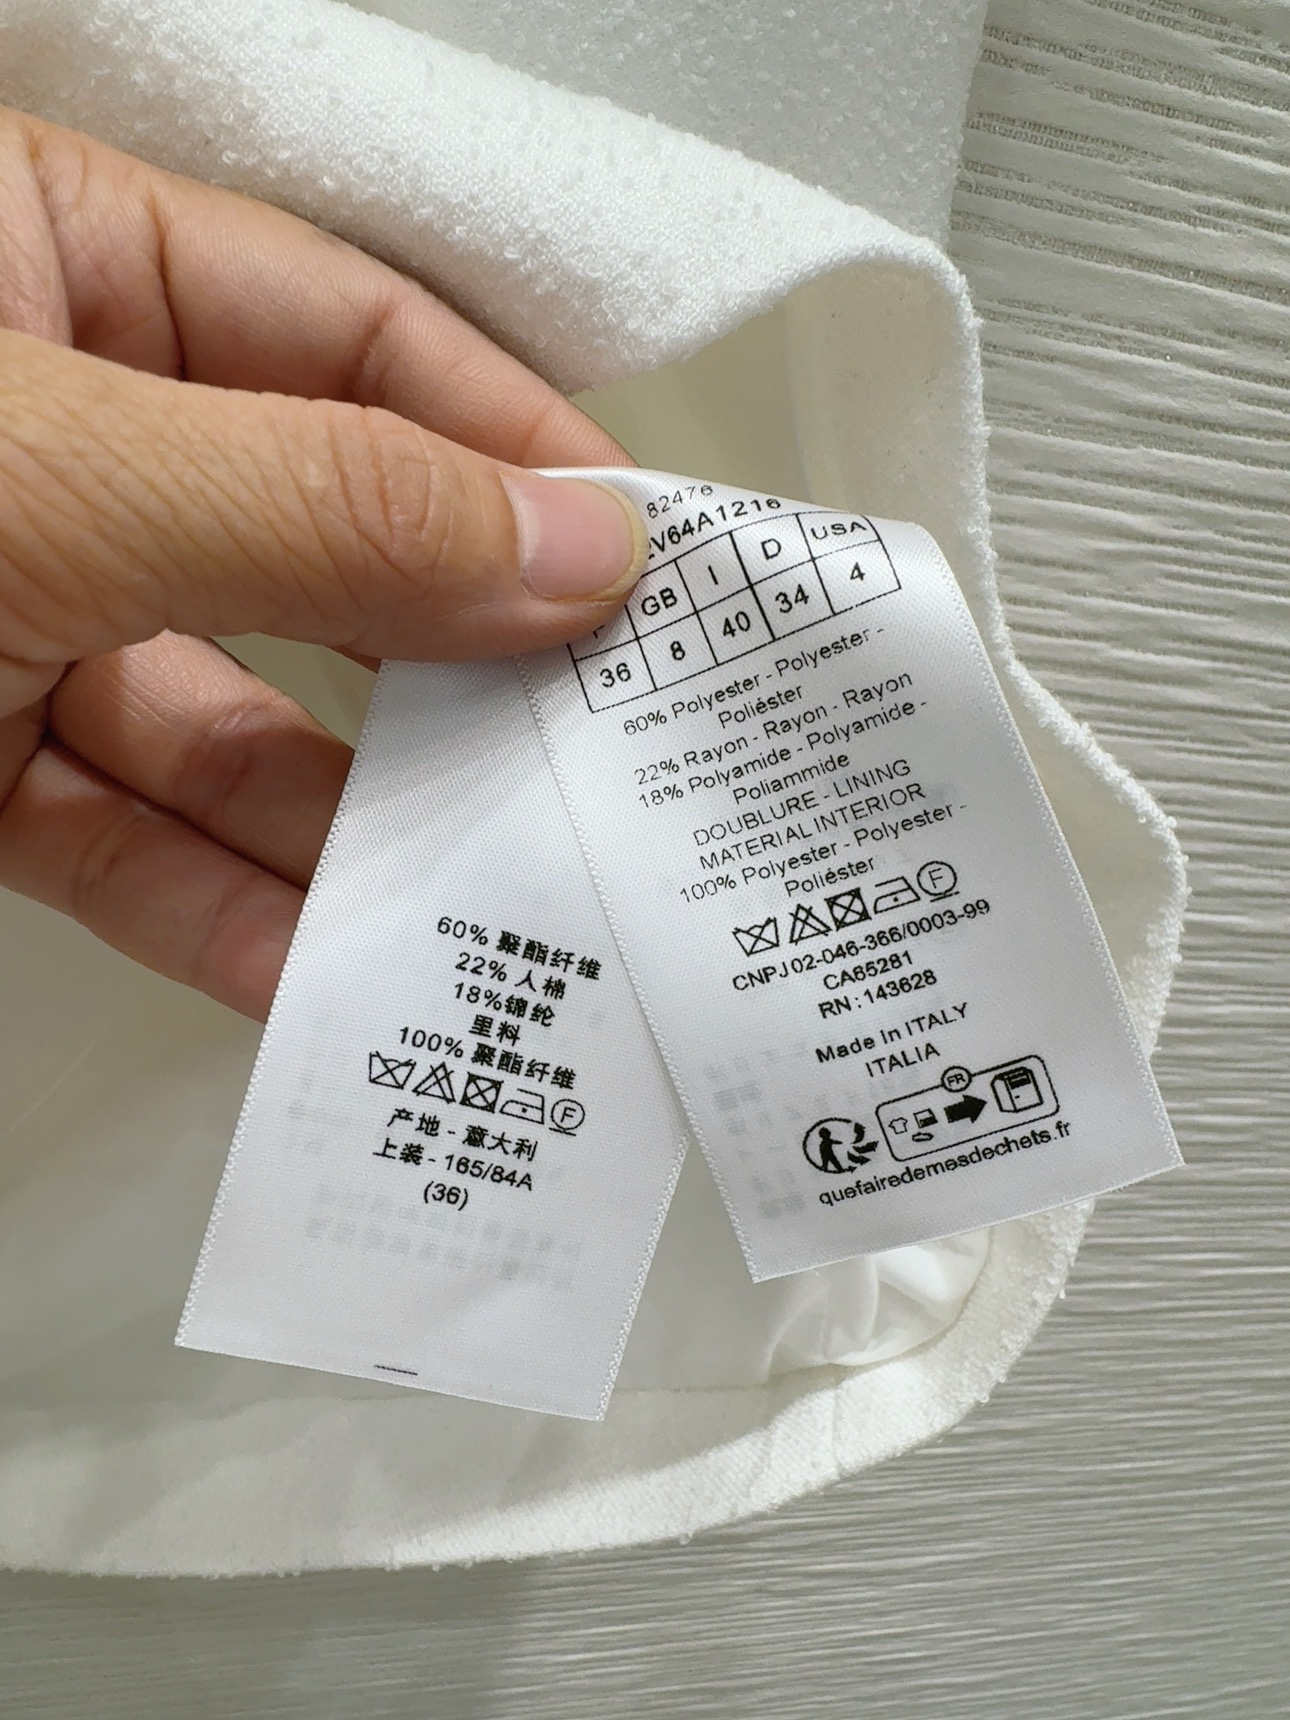 82476
2V64A1216
F GB I D USA
36 8 40 34 4
60% Polyester - Polyester -
Poliéster
22% Rayon - Rayon - Rayon
18% Polyamide - Polyamide -
Poliammide
DOUBLURE - LINING
MATERIAL INTERIOR
100% Polyester - Polyester -
Poliéster
F
CNPJ 02-046-366/0003-99
CA65281
RN: 143628
Made in ITALY
ITALIA
FR
quefairedemesdechets.fr
60% 聚酯纤维
22% 人棉
18%锦纶
里料
100% 聚酯纤维
F
产地 - 意大利
上装 - 165/84A
(36)